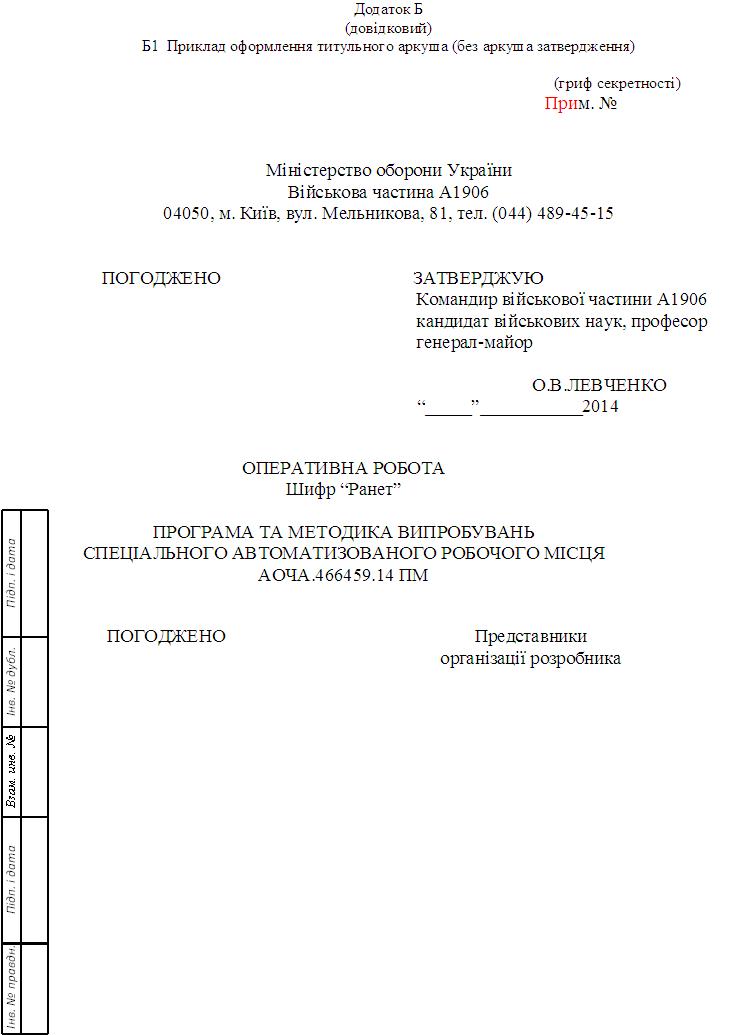 Додаток Б
(довідковий)
Б1 Приклад оформлення титульного аркуша (без аркуша затвердження)
(гриф секретності)
Прим. №
Міністерство оборони України
Військова частина А1906
04050, м. Київ, вул. Мельникова, 81, тел. (044) 489-45-15
ПОГОДЖЕНО
ЗАТВЕРДЖУЮ
Командир військової частини А1906
кандидат військових наук, професор
генерал-майор
О.В.ЛЕВЧЕНКО
“_____”___________2014
ОПЕРАТИВНА РОБОТА
Шифр “Ранет”
ПРОГРАМА ТА МЕТОДИКА ВИПРОБУВАНЬ
СПЕЦІАЛЬНОГО АВТОМАТИЗОВАНОГО РОБОЧОГО МІСЦЯ
АОЧА.466459.14 ПМ
ПОГОДЖЕНО
Представники
організації розробника
Підп. і дата
Інв. № дубл.
Взам. инв. №
Підп. і дата
Інв. № правдн.